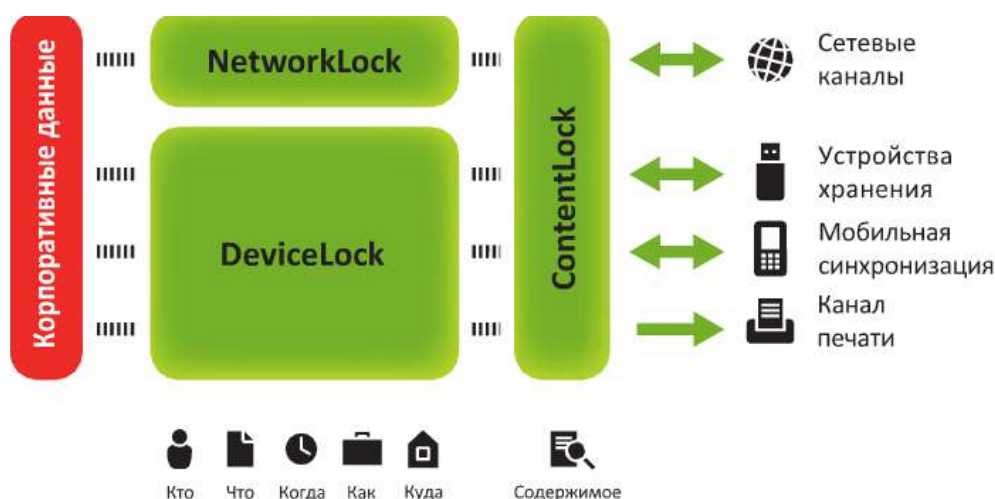 Корпоративные данные
NetworkLock
DeviceLock
ContentLock
Сетевые
каналы
Устройства
хранения
Мобильная
синхронизация
Канал
печати
Кто
Что
Когда
Как
Куда
Содержимое